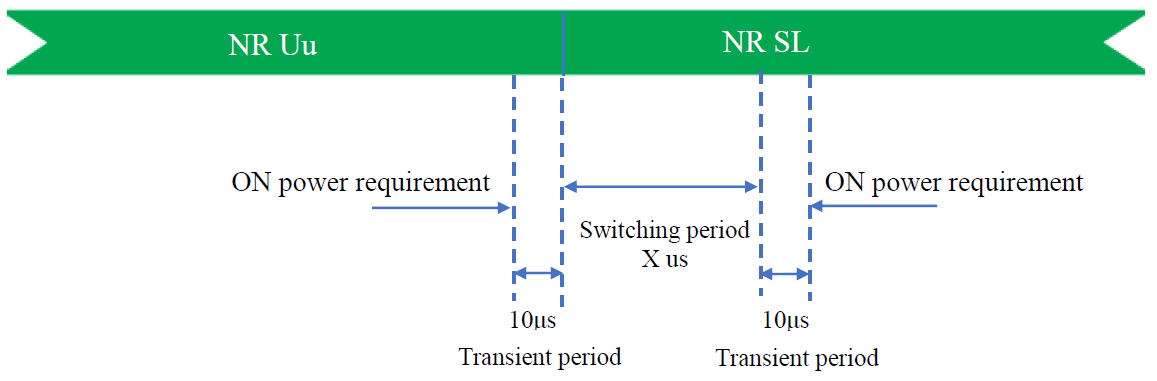 NR Uu
NR SL
ON power requirement
ON power requirement
Switching period
X us
10μs
10μs
Transient period
Transient period